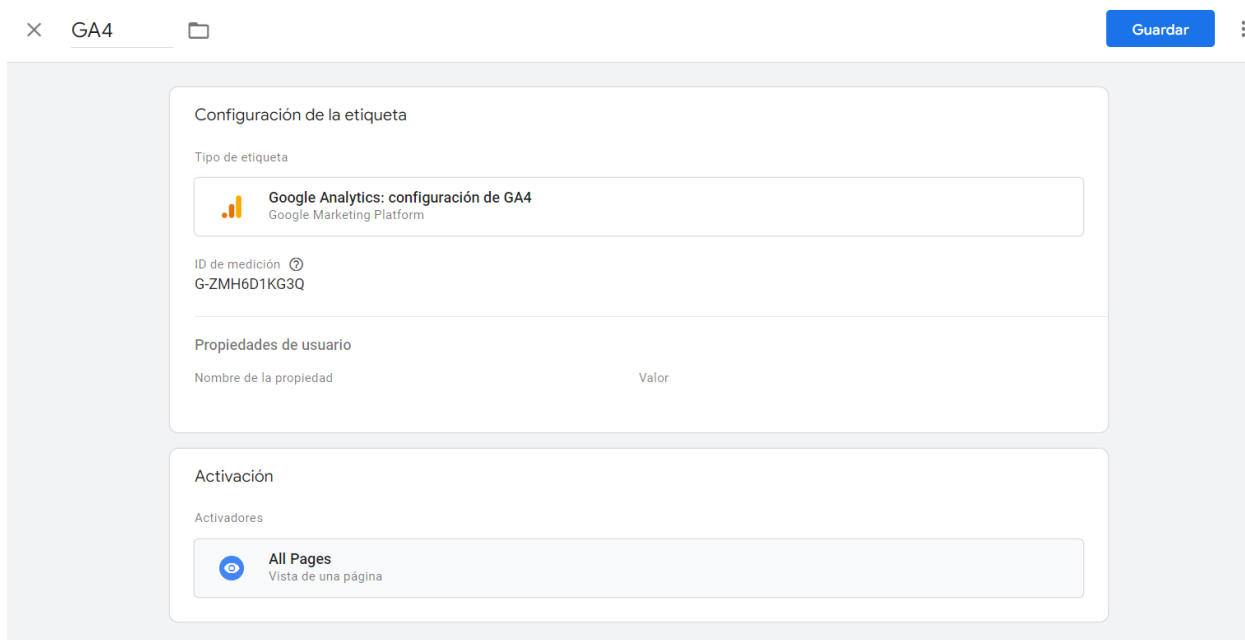 GA4
Guardar
Configuración de la etiqueta
Tipo de etiqueta
Google Analytics: configuración de GA4
Google Marketing Platform
ID de medición
G-ZMH6D1KG3Q
Propiedades de usuario
Nombre de la propiedad Valor
Activación
Activadores
All Pages
Vista de una página